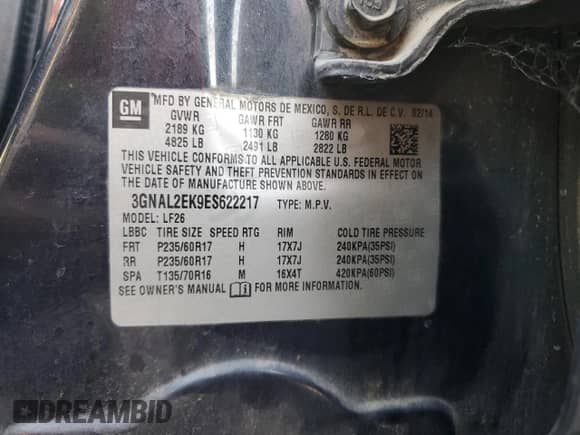 GM
MFD BY GENERAL MOTORS DE MEXICO, S. DE R.L. DE C.V. 02/14
GVWR GAWR FRT GAWR RR
2189 KG 1130 KG 1280 KG
4825 LB 2491 LB 2822 LB
THIS VEHICLE CONFORMS TO ALL APPLICABLE U.S. FEDERAL MOTOR
VEHICLE SAFETY AND THEFT PREVENTION STANDARDS IN EFFECT ON
THE DATE OF MANUFACTURE SHOWN ABOVE.
3GNAL2EK9ES622217 TYPE: M.P.V.
MODEL: LF26
LBBC TIRE SIZE SPEED RTG RIM COLD TIRE PRESSURE
FRT P235/60R17 H 17X7J 240KPA(35PSI)
RR P235/60R17 H 17X7J 240KPA(35PSI)
SPA T135/70R16 M 16X4T 420KPA(60PSI)
SEE OWNER'S MANUAL FOR MORE INFORMATION
DREAMBID